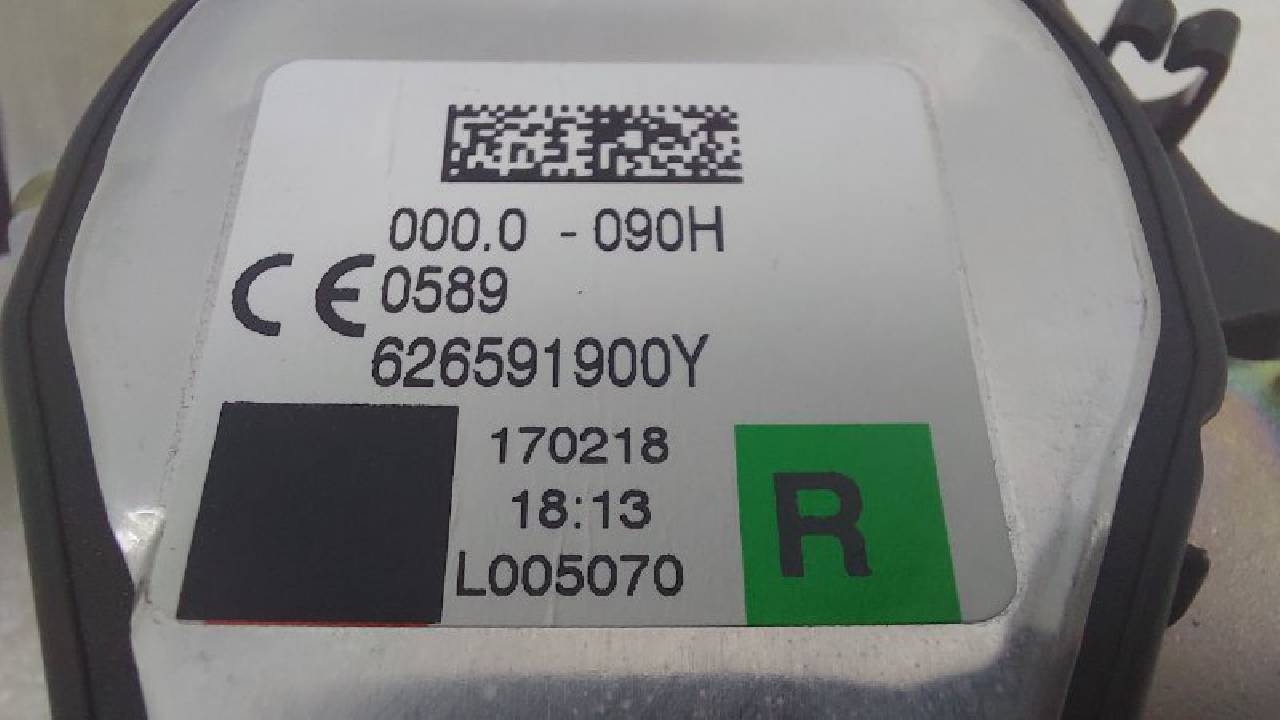 000.0 - 090H
CE 0589
626591900Y
170218
18:13
L005070
R